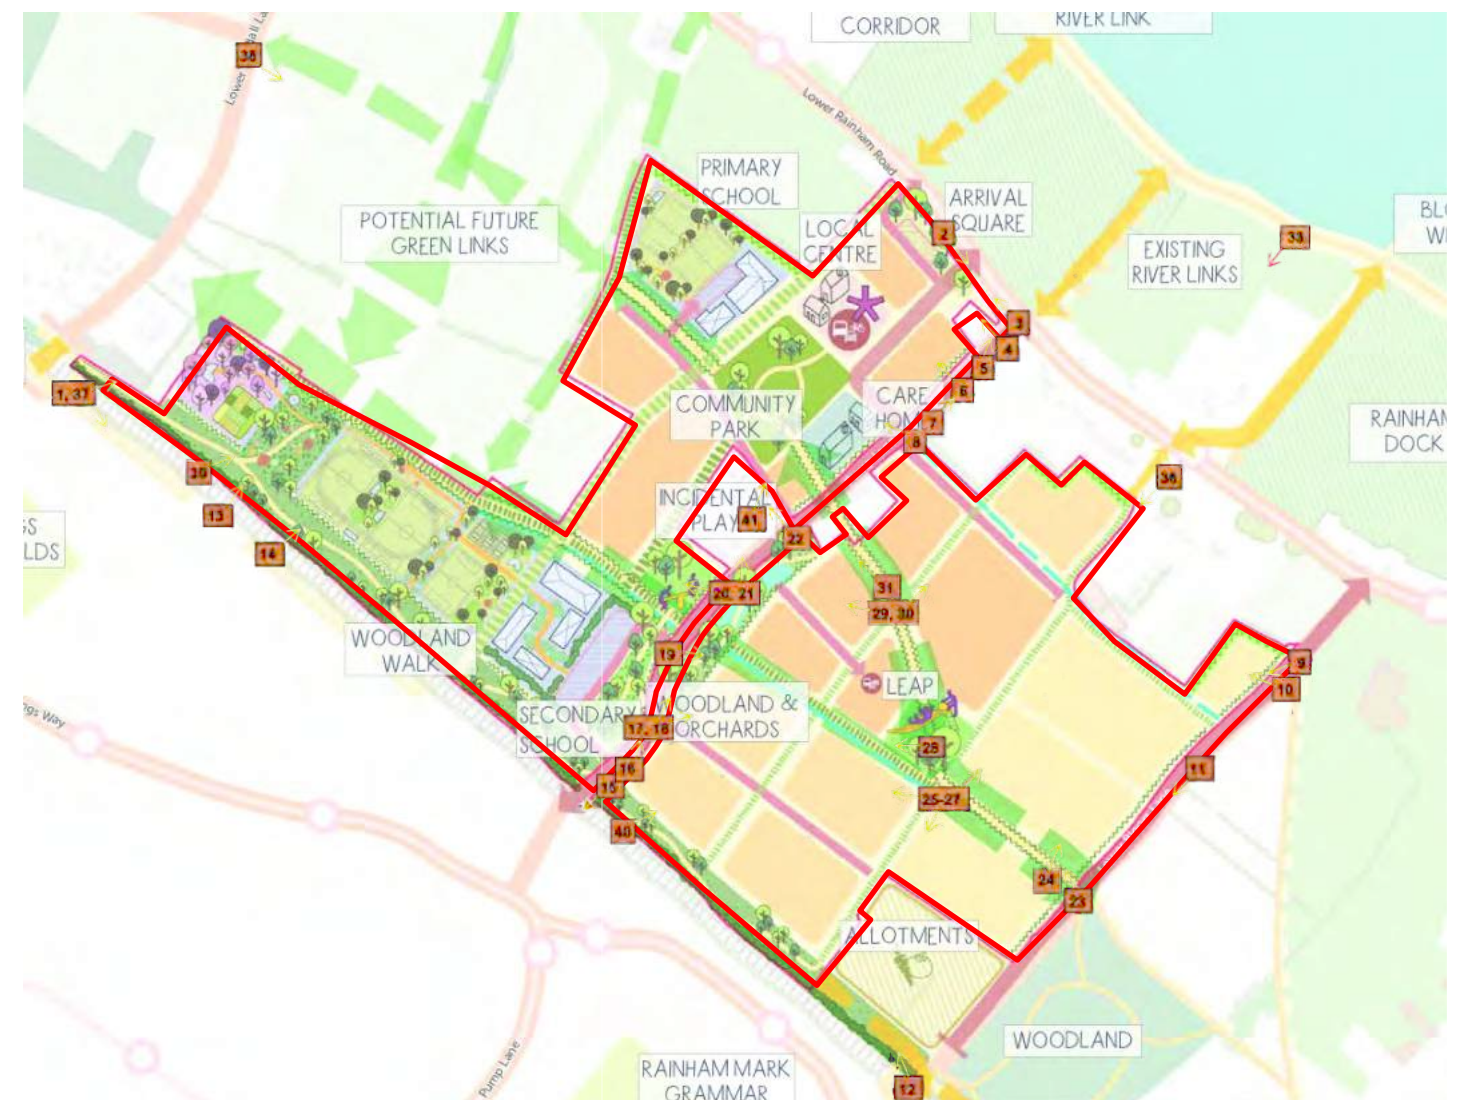 CORRIDOR
RIVER LINK
38
Lower Rainham Road
PRIMARY
SCHOOL
ARRIVAL
SQUARE
POTENTIAL FUTURE
GREEN LINKS
LOCAL
CENTRE
2
33
EXISTING
RIVER LINKS
3
4
5
6
1, 37
CARE
HOME
7
8
COMMUNITY
PARK
RAINHAM
DOCK
39
36
INCIDENTAL
PLAY
41
13
14
22
20, 21
31
29, 30
WOODLAND
WALK
19
9
10
LEAP
WOODLAND &
ORCHARDS
SECONDARY
SCHOOL
17, 18
28
16
15
11
25-27
40
24
23
ALLOTMENTS
WOODLAND
Pump Lane
RAINHAM MARK
GRAMMAR
12